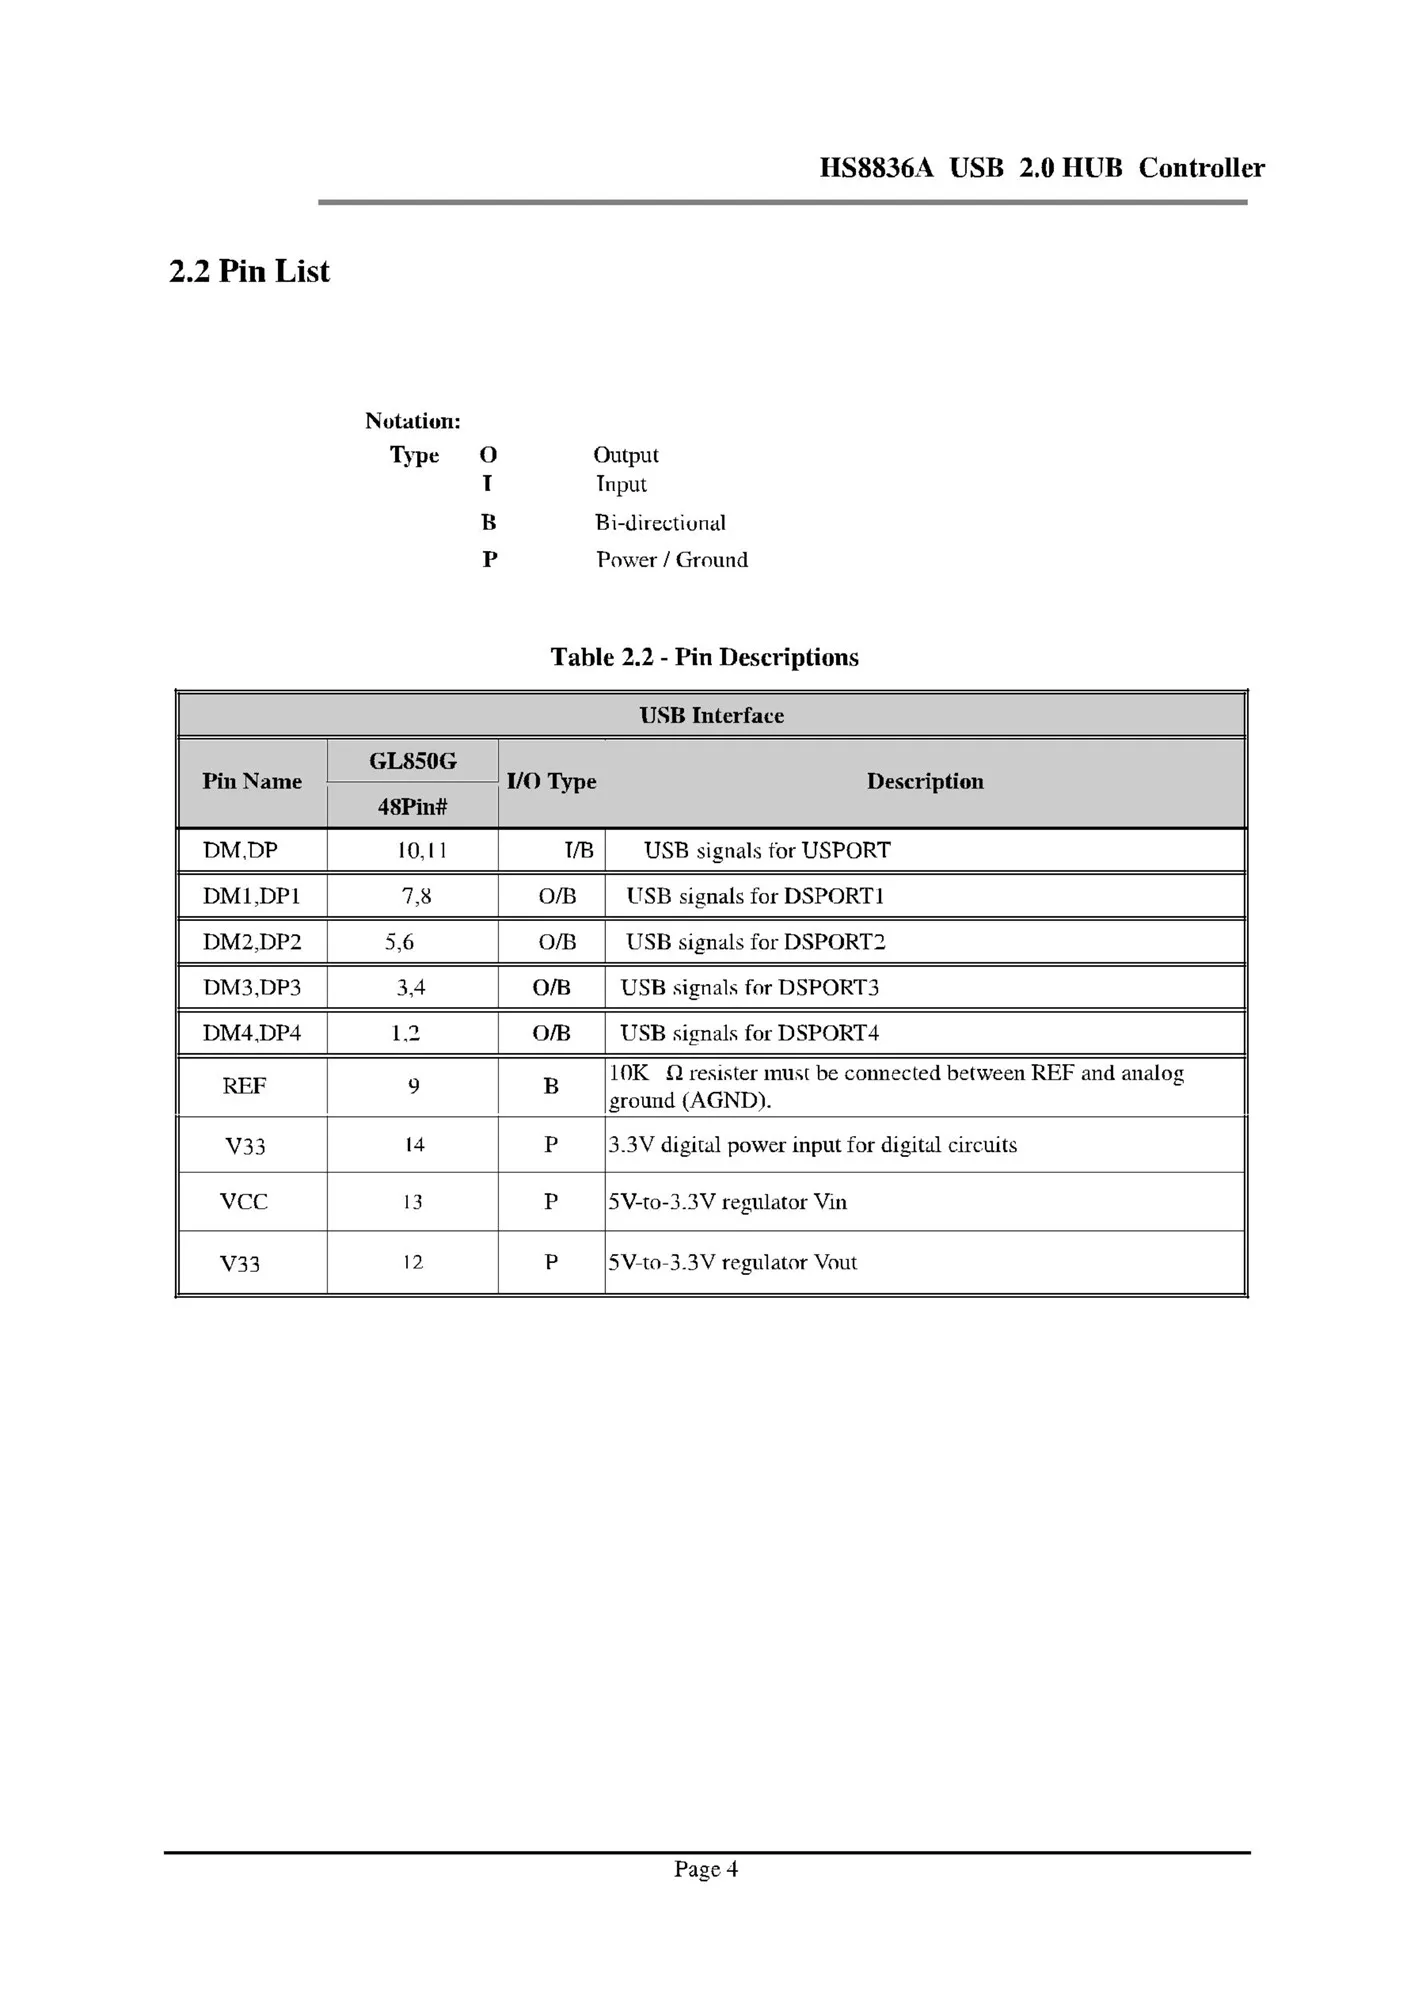 HS8836A USB 2.0 HUB Controller
2.2 Pin List
Notation:
Type O Output
I Input
B Bi-directional
P Power / Ground
Table 2.2 - Pin Descriptions
USB Interface
Pin Name GL850G I/O Type Description
48Pin#
DM,DP 10,11 I/B USB signals for USPORT
DM1,DP1 7,8 O/B USB signals for DSPORT1
DM2,DP2 5,6 O/B USB signals for DSPORT2
DM3,DP3 3,4 O/B USB signals for DSPORT3
DM4,DP4 1,2 O/B USB signals for DSPORT4
REF 9 B 10K Ω resister must be connected between REF and analog
ground (AGND).
V33 14 P 3.3V digital power input for digital circuits
VCC 13 P 5V-to-3.3V regulator Vin
V33 12 P 5V-to-3.3V regulator Vout
Page 4